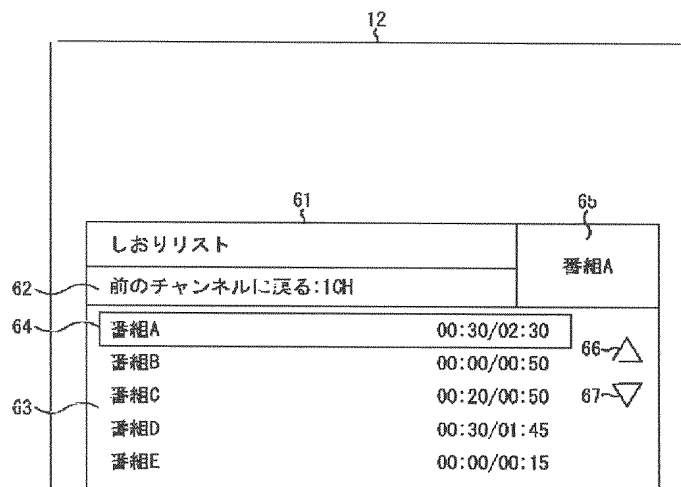 12
61
65
しおりリスト
番組A
62
前のチャンネルに戻る:1CH
64
番組A 00:30/02:30
66
番組B 00:00/00:50
63
番組C 00:20/00:50
67
番組D 00:30/01:45
番組E 00:00/00:15